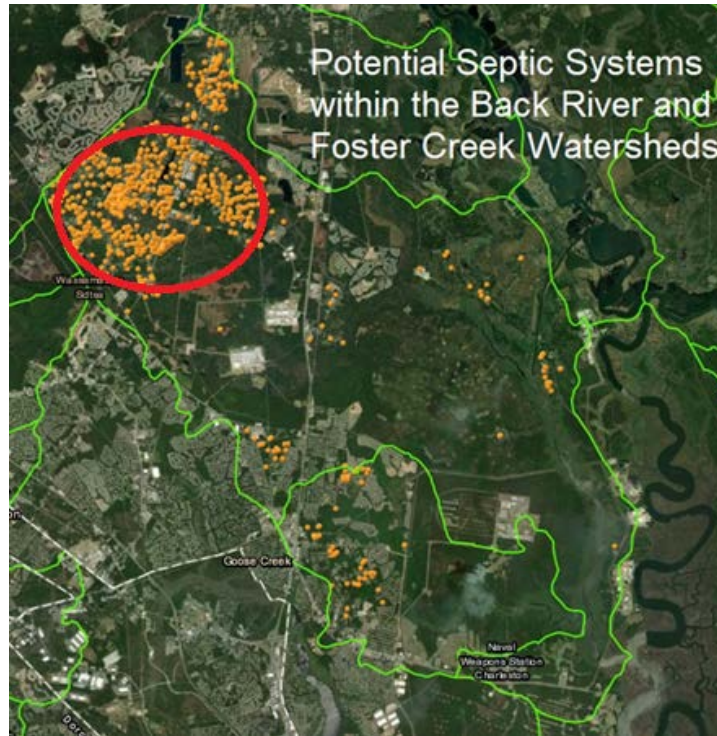 Potential Septic Systems
within the Back River and
Foster Creek Watersheds
Goose Creek
Naval
Weapons Station
Charleston